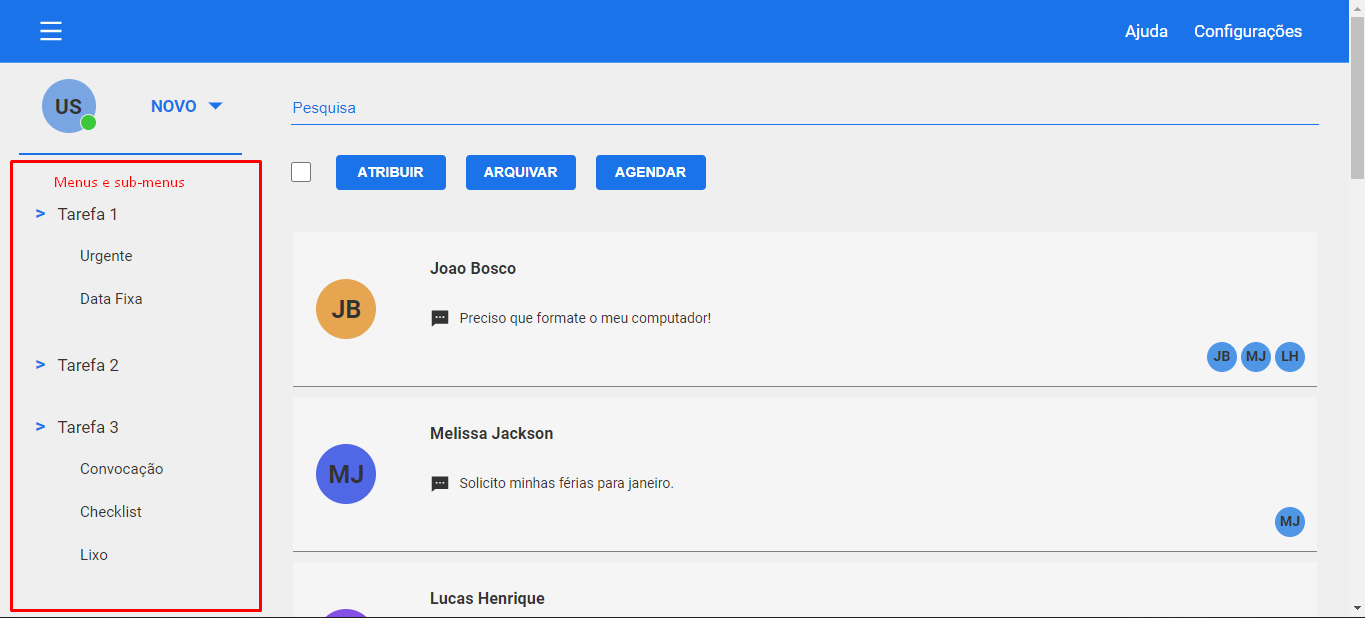 Ajuda Configurações
US NOVO
Pesquisa
ATRIBUIR ARQUIVAR AGENDAR
Menus e sub-menus
> Tarefa 1
Urgente
Data Fixa
> Tarefa 2
> Tarefa 3
Convocação
Checklist
Lixo
JB
Joao Bosco
Preciso que formate o meu computador!
JB MJ LH
MJ
Melissa Jackson
Solicito minhas férias para janeiro.
MJ
Lucas Henrique